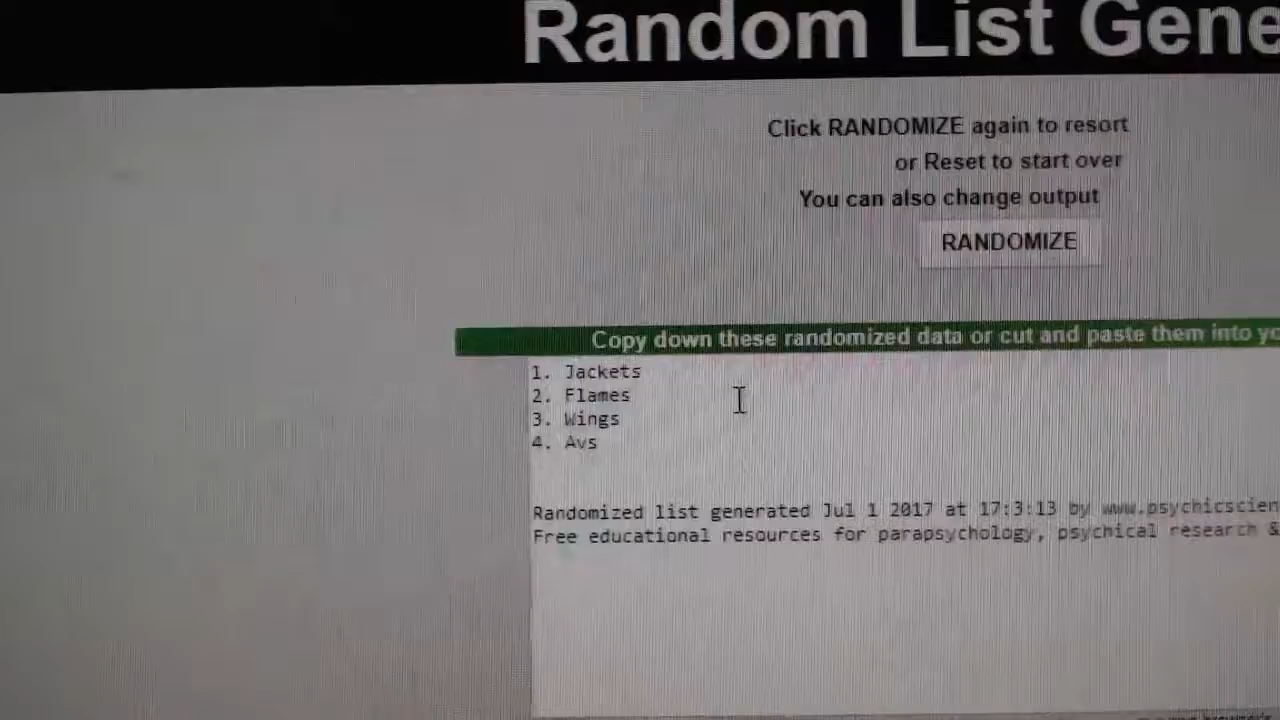 Random List Gene
Click RANDOMIZE again to resort
or Reset to start over
You can also change output
RANDOMIZE
Copy down these randomized data or cut and paste them into yo
1. Jackets
2. Flames
3. Wings
4. Avs
Randomized list generated Jul 1 2017 at 17:3:13 by www.psychicscien
Free educational resources for parapsychology, psychical research &